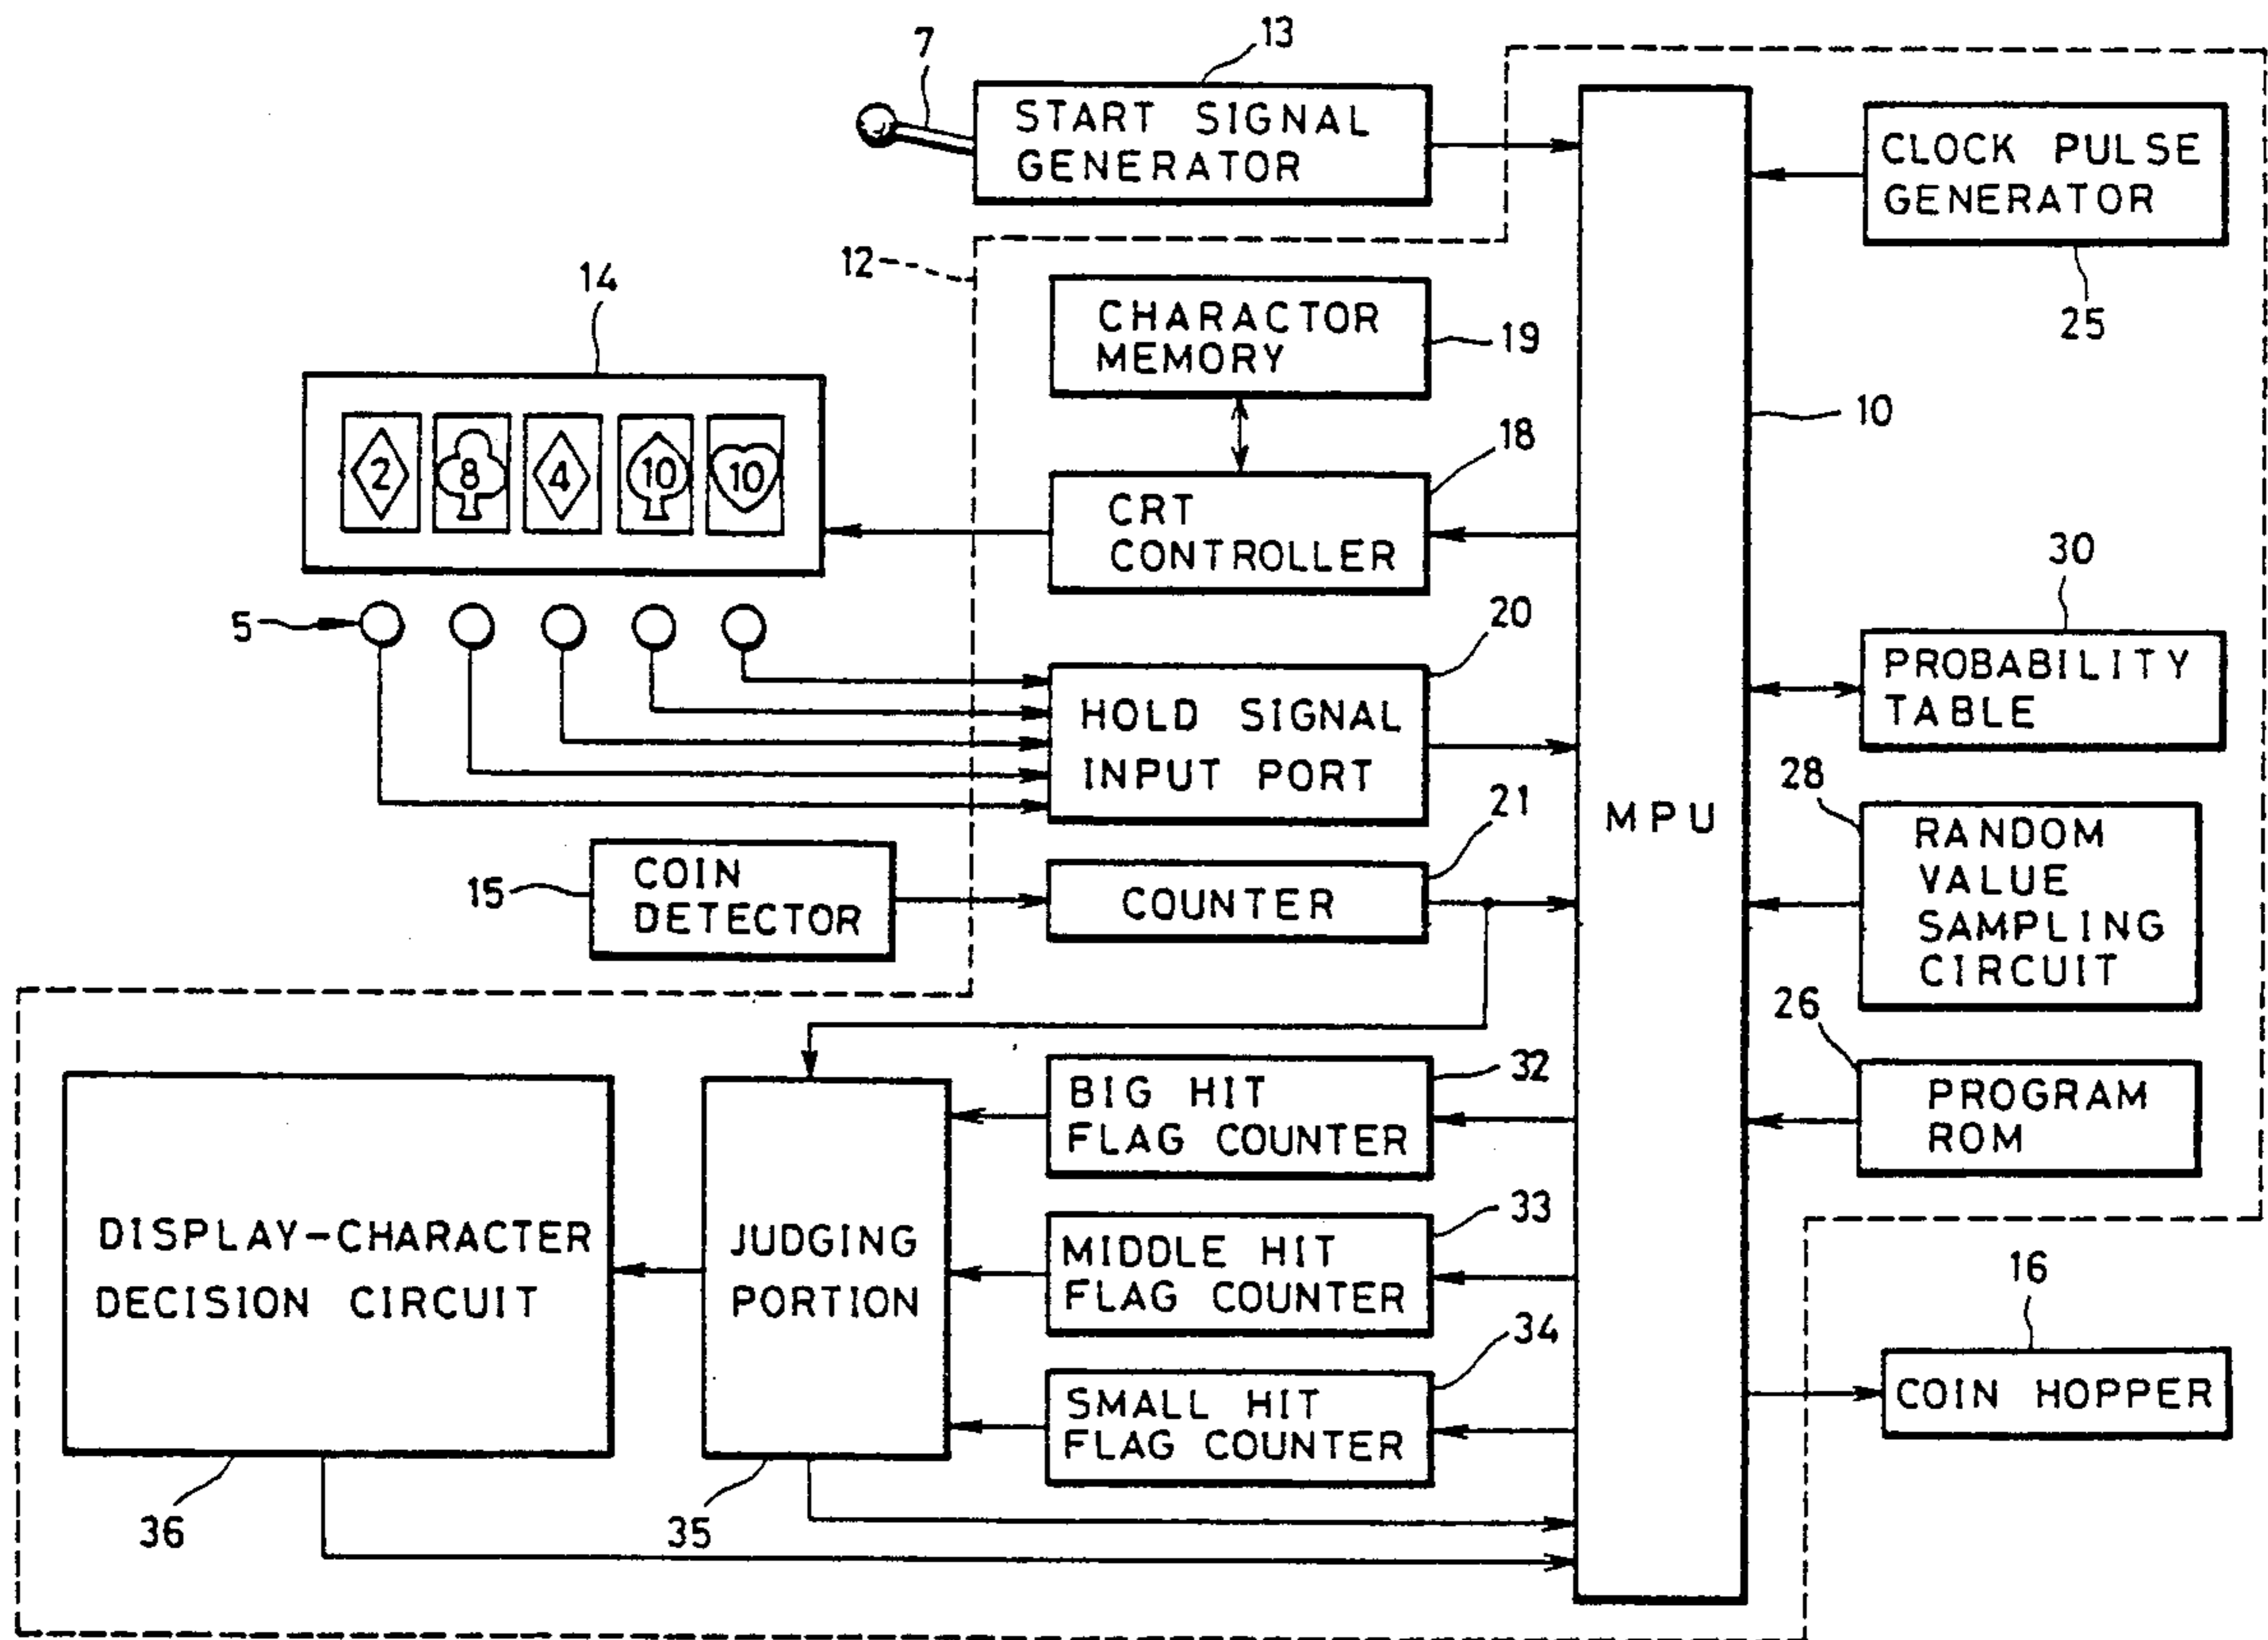 7
13
START SIGNAL
GENERATOR
CLOCK PULSE
GENERATOR
25
12
14
CHARACTOR
MEMORY
19
10
2 8 4 10 10
18
CRT
CONTROLLER
30
PROBABILITY
TABLE
5
20
HOLD SIGNAL
INPUT PORT
MPU
28
RANDOM
VALUE
SAMPLING
CIRCUIT
15
COIN
DETECTOR
21
COUNTER
26
PROGRAM
ROM
32
BIG HIT
FLAG COUNTER
33
MIDDLE HIT
FLAG COUNTER
34
SMALL HIT
FLAG COUNTER
DISPLAY-CHARACTER
DECISION CIRCUIT
JUDGING
PORTION
16
COIN HOPPER
36
35